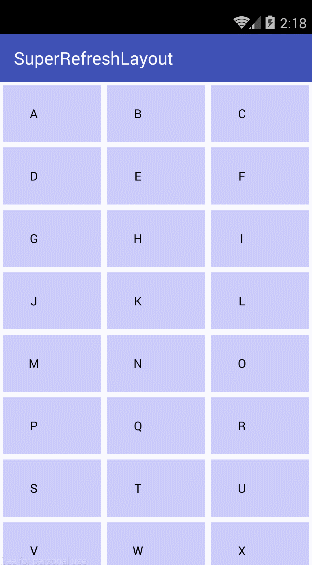 2:18
SuperRefreshLayout
A B C
D E F
G H I
J K L
M N O
P Q R
S T U
V W X